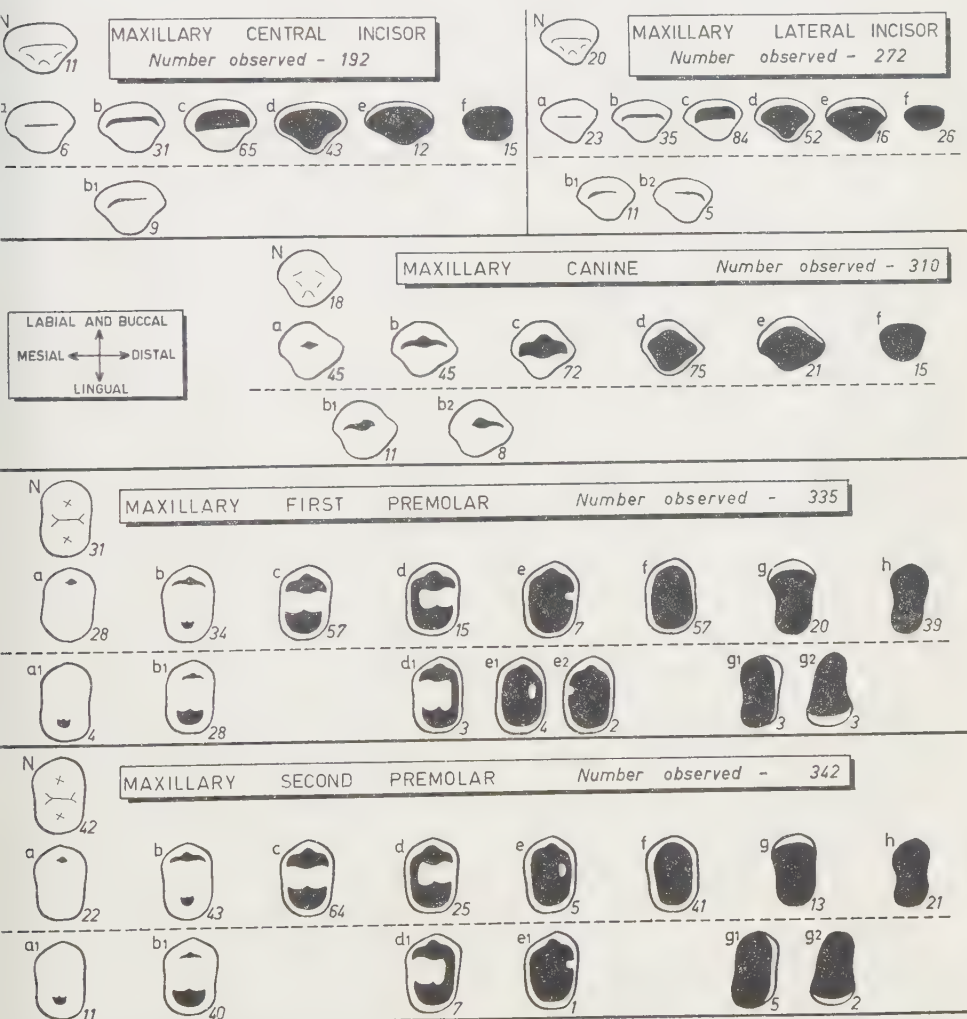 N
11
MAXILLARY CENTRAL INCISOR
Number observed - 192
a b c d e f
6 31 65 43 12 15
b1
9
N
20
MAXILLARY LATERAL INCISOR
Number observed - 272
a b c d e f
23 35 84 52 16 26
b1 b2
11 5
N
18
MAXILLARY CANINE Number observed - 310
LABIAL AND BUCCAL
MESIAL DISTAL
LINGUAL
a b c d e f
45 45 72 75 21 15
b1 b2
11 8
N
31
MAXILLARY FIRST PREMOLAR Number observed - 335
a b c d e f g h
28 34 57 15 7 57 20 39
a1 b1 d1 e1 e2 g1 g2
4 28 3 4 2 3 3
N
42
MAXILLARY SECOND PREMOLAR Number observed - 342
a b c d e f g h
22 43 64 25 5 41 13 21
a1 b1 d1 e1 g1 g2
11 40 7 1 5 2